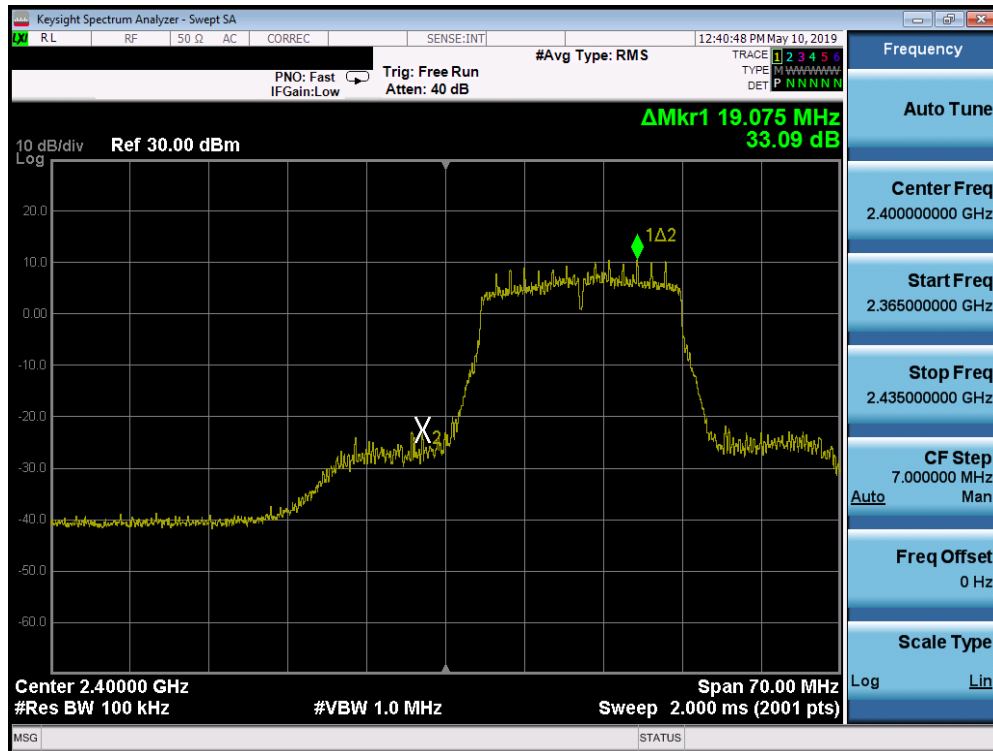 Keysight Spectrum Analyzer - Swept SA
LXI RL RF 50 Ω AC CORREC SENSE:INT 12:40:48 PM May 10, 2019
#Avg Type: RMS
TRACE 1 2 3 4 5 6
TYPE M WWWWW
DET P N N N N N
PNO: Fast
IFGain:Low
Trig: Free Run
Atten: 40 dB
ΔMkr1 19.075 MHz
33.09 dB
10 dB/div
Log
Ref 30.00 dBm
20.0
10.0
0.00
-10.0
-20.0
-30.0
-40.0
-50.0
-60.0
1Δ2
X2
Center 2.40000 GHz
Span 70.00 MHz
#Res BW 100 kHz
#VBW 1.0 MHz
Sweep 2.000 ms (2001 pts)
MSG
STATUS
Frequency
Auto Tune
Center Freq
2.400000000 GHz
Start Freq
2.365000000 GHz
Stop Freq
2.435000000 GHz
CF Step
7.000000 MHz
Auto Man
Freq Offset
0 Hz
Scale Type
Log Lin